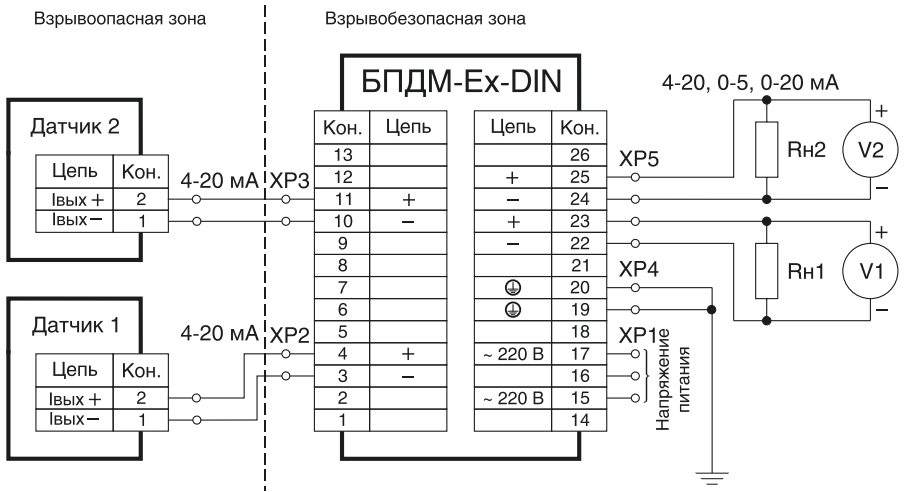 Взрывоопасная зона
Взрывобезопасная зона
БПДМ-Ex-DIN
4-20, 0-5, 0-20 мА
Датчик 2
Цепь Кон.
Iвых + 2
Iвых − 1
4-20 мА XP3
Датчик 1
Цепь Кон.
Iвых + 2
Iвых − 1
4-20 мА XP2
Кон. Цепь
13
12
11 +
10 −
9
8
7
6
5
4 +
3 −
2
1
Цепь Кон.
26
+ 25
− 24
+ 23
− 22
21
20
19
18
~ 220 В 17
16
~ 220 В 15
14
XP5
XP4
XP1
Напряжение
питания
Rн2
+
V2
−
Rн1
+
V1
−